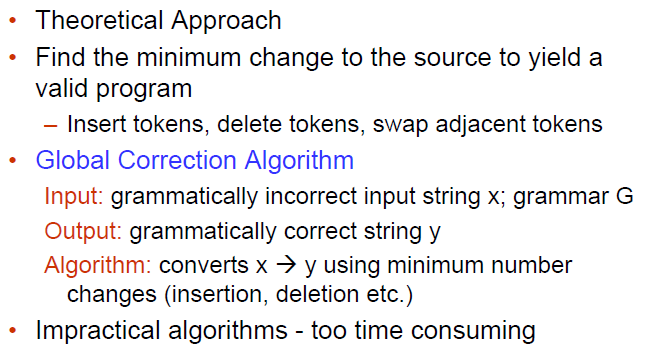 • Theoretical Approach
• Find the minimum change to the source to yield a
valid program
– Insert tokens, delete tokens, swap adjacent tokens
• Global Correction Algorithm
Input: grammatically incorrect input string x; grammar G
Output: grammatically correct string y
Algorithm: converts x → y using minimum number
changes (insertion, deletion etc.)
• Impractical algorithms - too time consuming